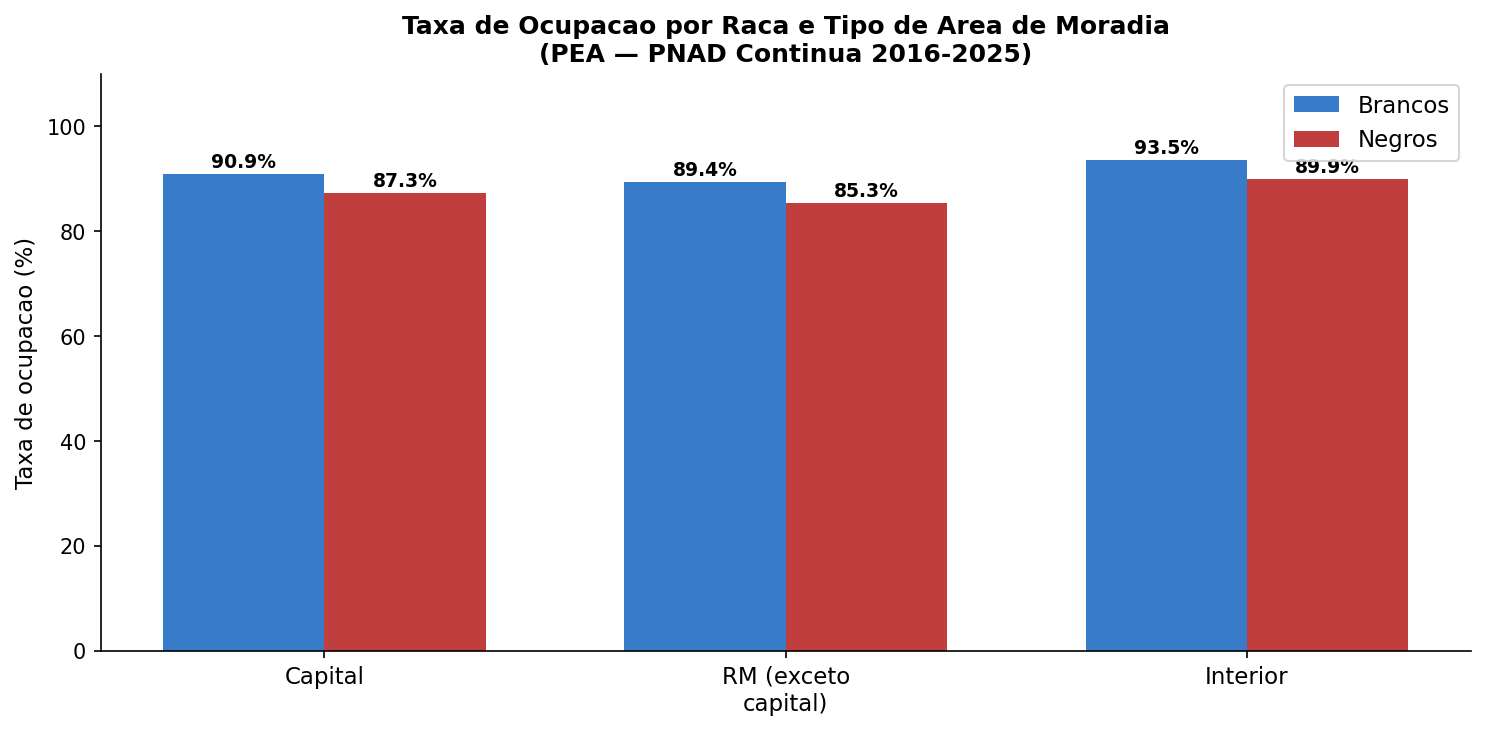 Taxa de Ocupacao por Raca e Tipo de Area de Moradia
(PEA — PNAD Continua 2016-2025)
Brancos
Negros
Taxa de ocupacao (%)
100
80
60
40
20
0
90.9%
87.3%
89.4%
85.3%
93.5%
89.9%
Capital
RM (exceto
capital)
Interior